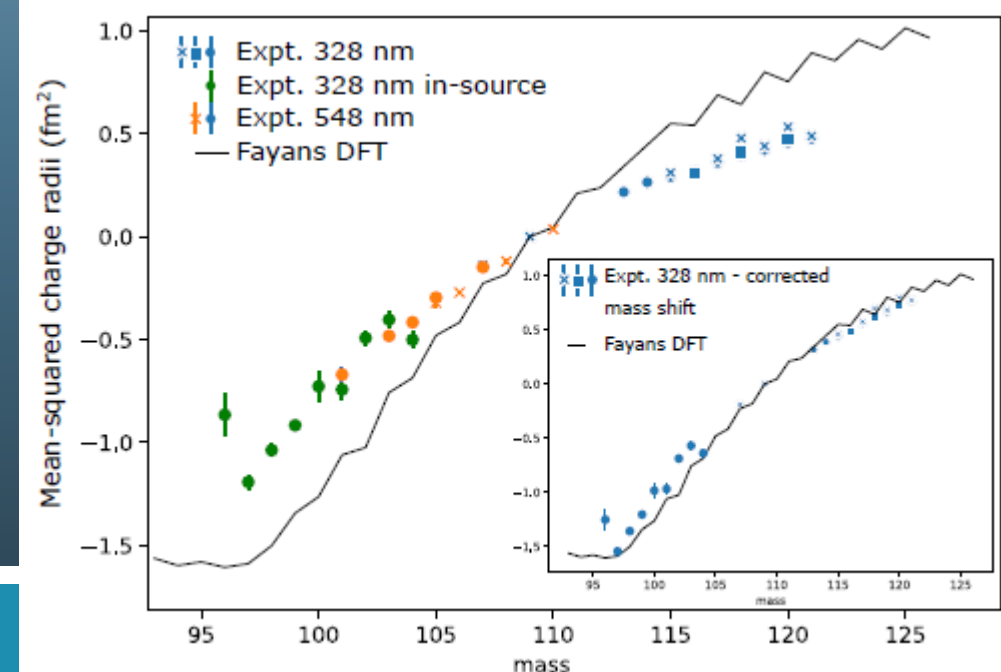 Mean-squared charge radii (fm²)
1.0
0.5
0.0
−0.5
−1.0
−1.5
Expt. 328 nm
Expt. 328 nm in-source
Expt. 548 nm
Fayans DFT
1.0
0.5
0.0
−0.5
−1.0
−1.5
Expt. 328 nm - corrected
mass shift
Fayans DFT
95 100 105 110 115 120 125
mass
95 100 105 110 115 120 125
mass